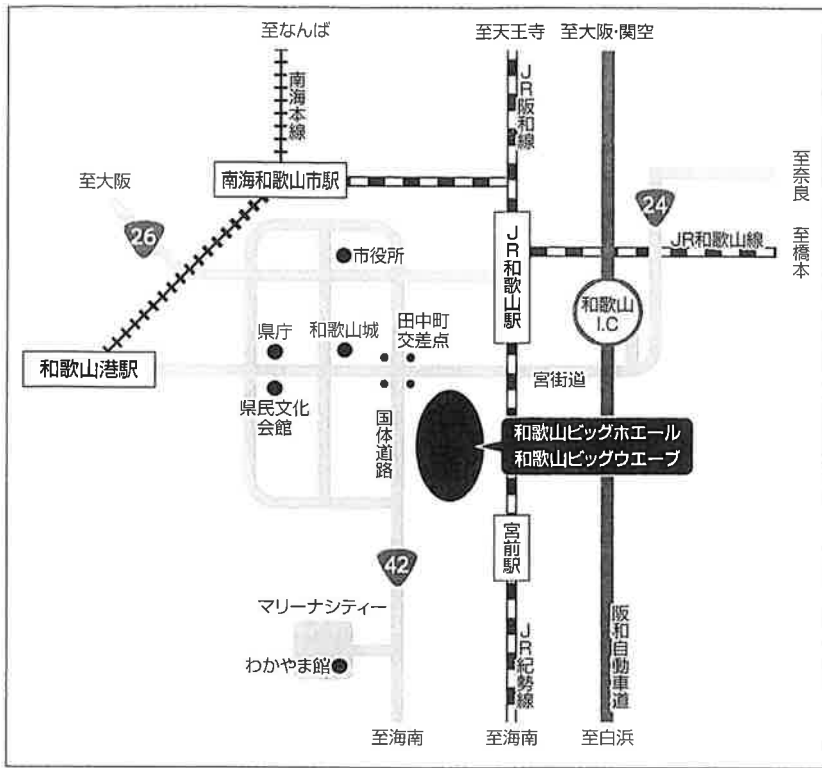 至なんば
至天王寺
至大阪・関空
南海本線
JR阪和線
至奈良
至大阪
南海和歌山市駅
24
26
JR和歌山線
至橋本
市役所
JR和歌山駅
和歌山
I.C
県庁
和歌山城
田中町
交差点
和歌山港駅
宮街道
県民文化
会館
国体道路
和歌山ビッグホエール
和歌山ビッグウエーブ
宮前駅
42
マリーナシティー
わかやま館
JR紀勢線
阪和自動車道
至海南
至海南
至白浜